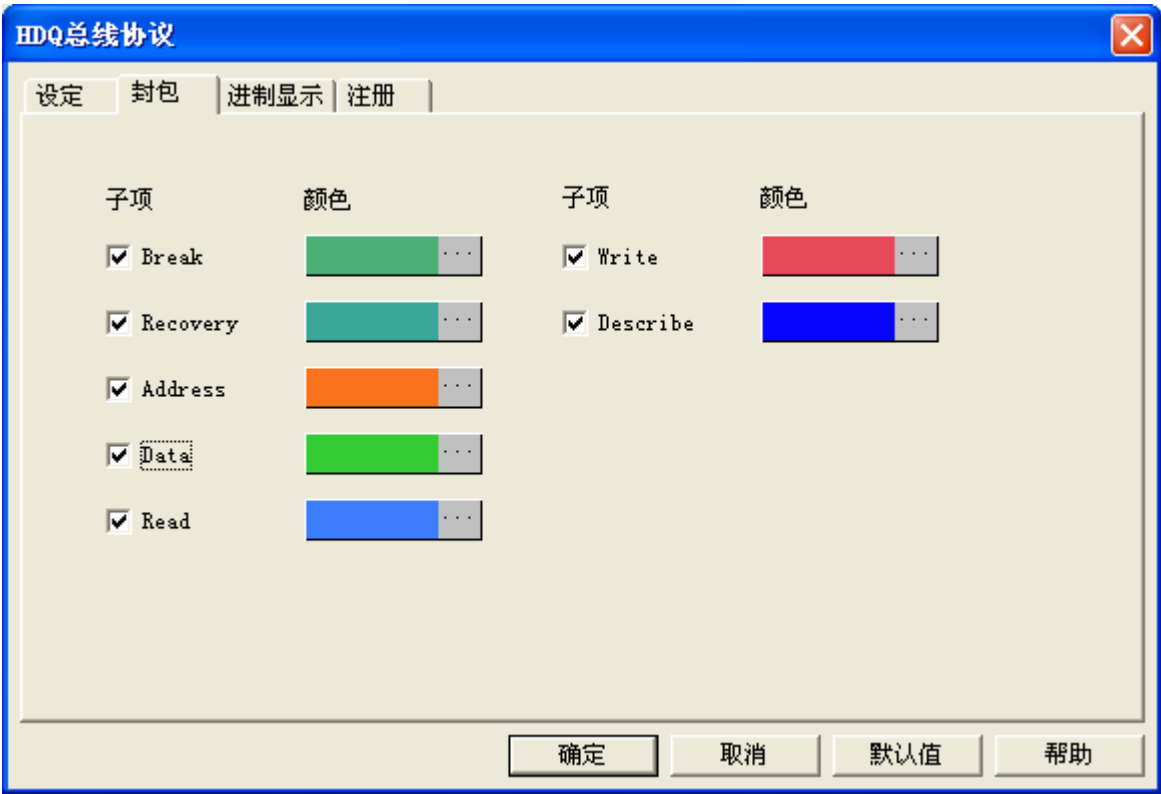 HDQ总线协议
设定 封包 进制显示 注册
子项 颜色 子项 颜色
Break ... Write ...
Recovery ... Describe ...
Address ...
Data ...
Read ...
确定 取消 默认值 帮助